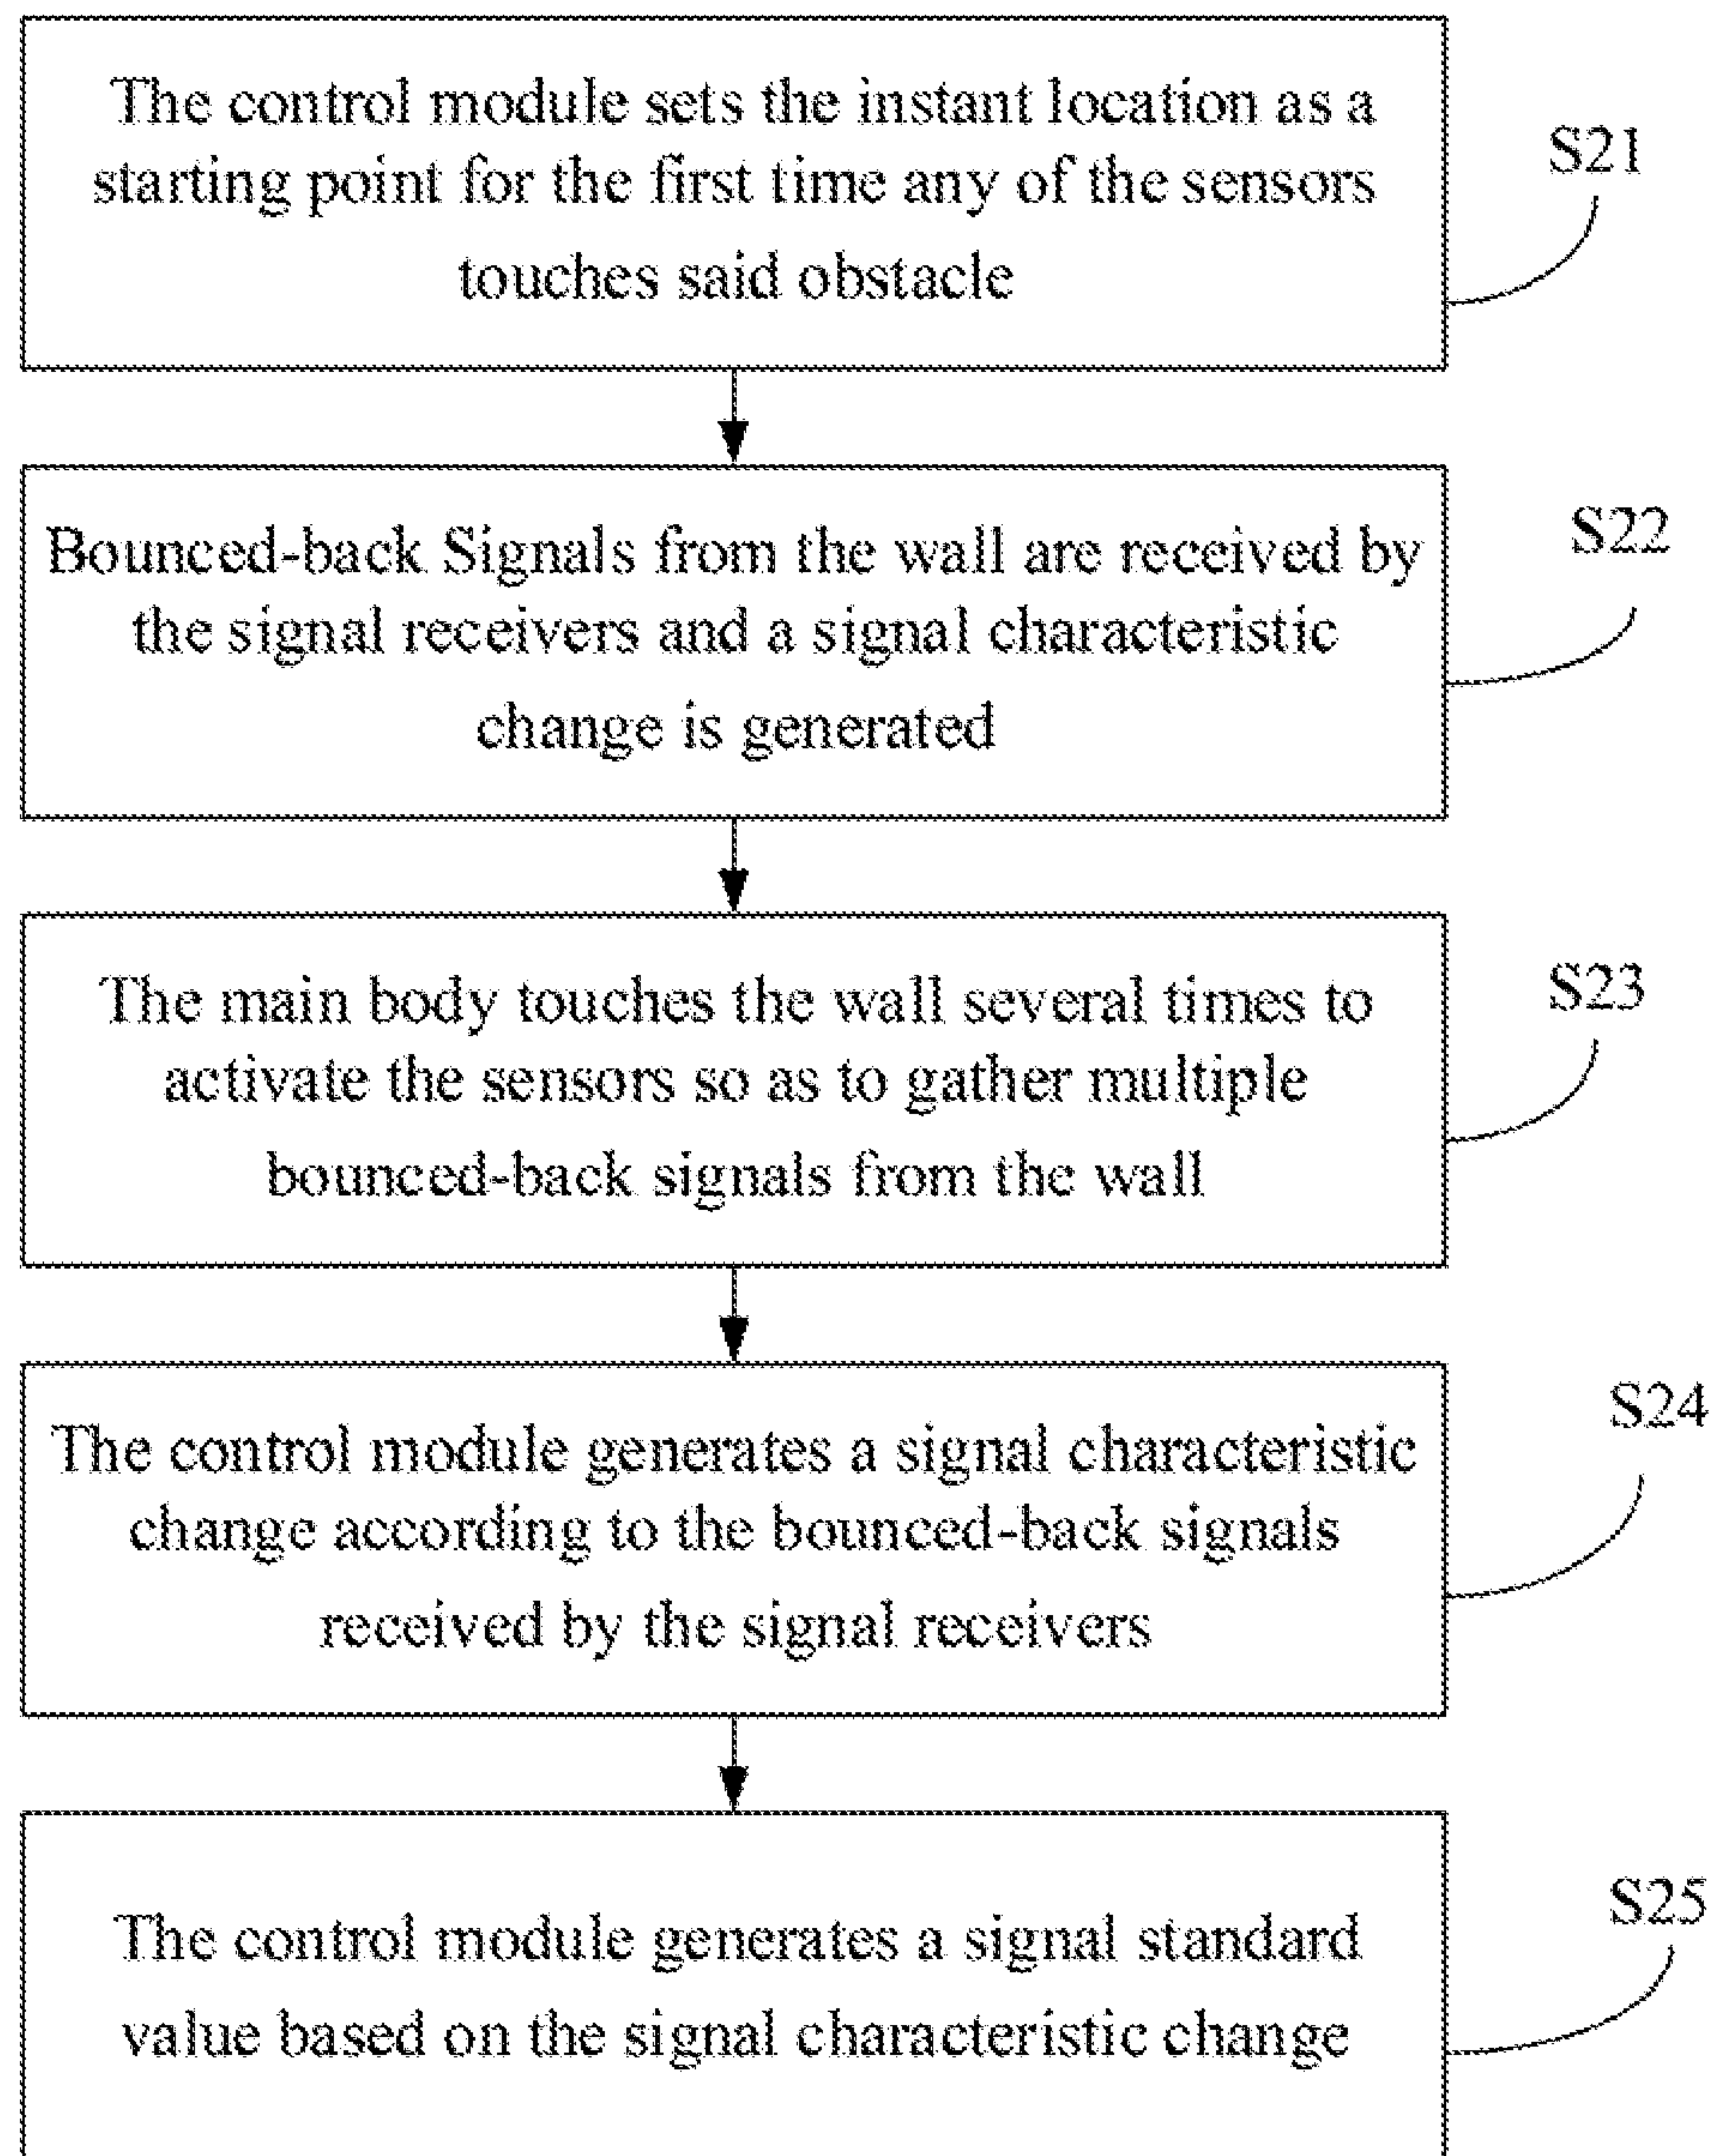 The control module sets the instant location as a
starting point for the first time any of the sensors
touches said obstacle
S21
Bounced-back Signals from the wall are received by
the signal receivers and a signal characteristic
change is generated
S22
The main body touches the wall several times to
activate the sensors so as to gather multiple
bounced-back signals from the wall
S23
The control module generates a signal characteristic
change according to the bounced-back signals
received by the signal receivers
S24
The control module generates a signal standard
value based on the signal characteristic change
S25